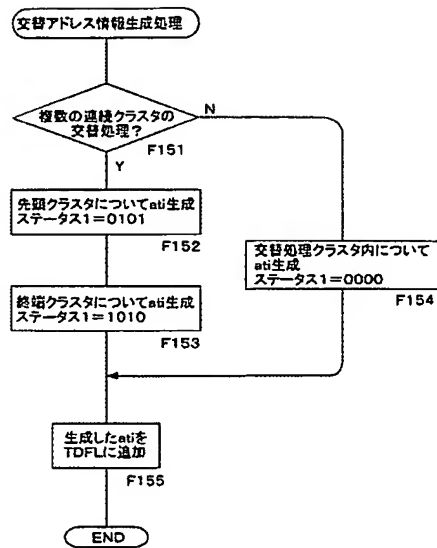 交替アドレス情報生成処理
複数の連続クラスタの
交替処理?
N
F151
Y
先頭クラスタについてati生成
ステータス1=0101
F152
交替処理クラスタ内について
ati生成
ステータス1=0000
F154
終端クラスタについてati生成
ステータス1=1010
F153
生成したatiを
TDFLに追加
F155
END